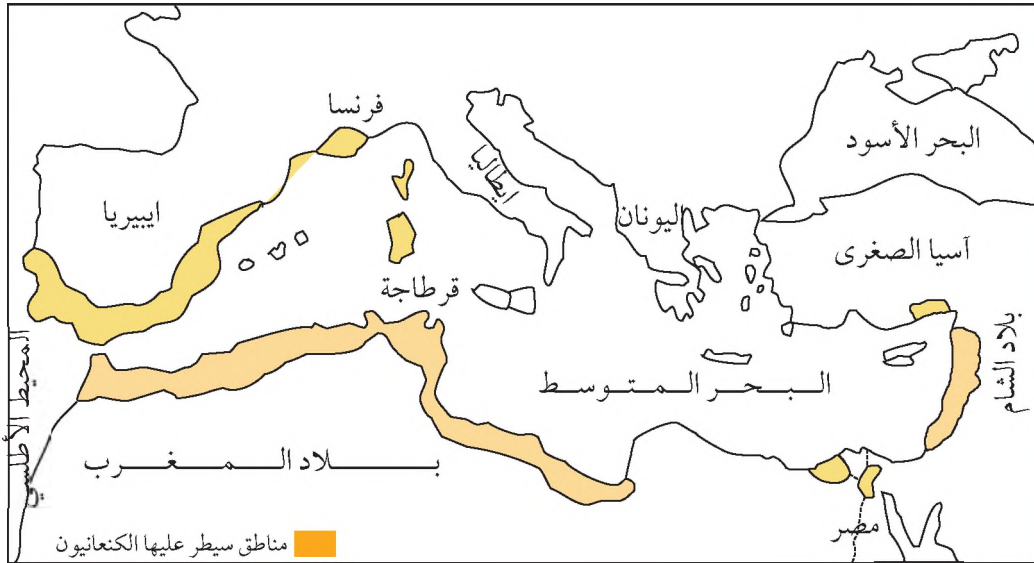 فرنسا
البحر الأسود
ايطاليا
ايبيريا
اليونان
آسيا الصغرى
قرطاجة
بلاد الشام
البحر المتوسط
المحيط الأطلسي
بلاد المغرب
مصر
مناطق سيطر عليها الكنعانيون